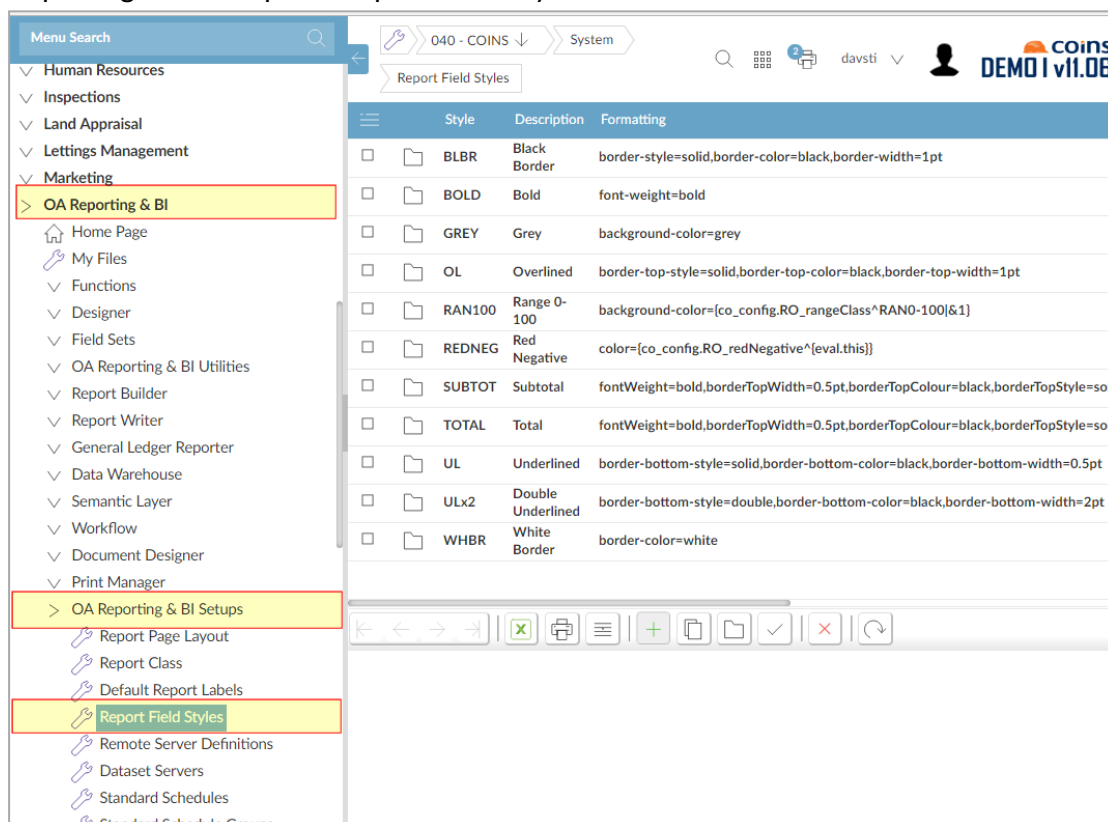 Menu Search
Human Resources
Inspections
Land Appraisal
Lettings Management
Marketing
OA Reporting & BI
Home Page
My Files
Functions
Designer
Field Sets
OA Reporting & BI Utilities
Report Builder
Report Writer
General Ledger Reporter
Data Warehouse
Semantic Layer
Workflow
Document Designer
Print Manager
OA Reporting & BI Setups
Report Page Layout
Report Class
Default Report Labels
Report Field Styles
Remote Server Definitions
Dataset Servers
Standard Schedules
040 - COINS System
Report Field Styles
2
davsti
coins
DEMO | v11.06
Style Description Formatting
BLBR Black Border border-style=solid,border-color=black,border-width=1pt
BOLD Bold font-weight=bold
GREY Grey background-color=grey
OL Overlined border-top-style=solid,border-top-color=black,border-top-width=1pt
RAN100 Range 0-100 background-color={co_config.RO_rangeClass^RAN0-100|&1}
REDNEG Red Negative color={co_config.RO_redNegative^{eval.this}}
SUBTOT Subtotal fontWeight=bold,borderTopWidth=0.5pt,borderTopColour=black,borderTopStyle=so
TOTAL Total fontWeight=bold,borderTopWidth=0.5pt,borderTopColour=black,borderTopStyle=so
UL Underlined border-bottom-style=solid,border-bottom-color=black,border-bottom-width=0.5pt
ULx2 Double Underlined border-bottom-style=double,border-bottom-color=black,border-bottom-width=2pt
WHBR White Border border-color=white